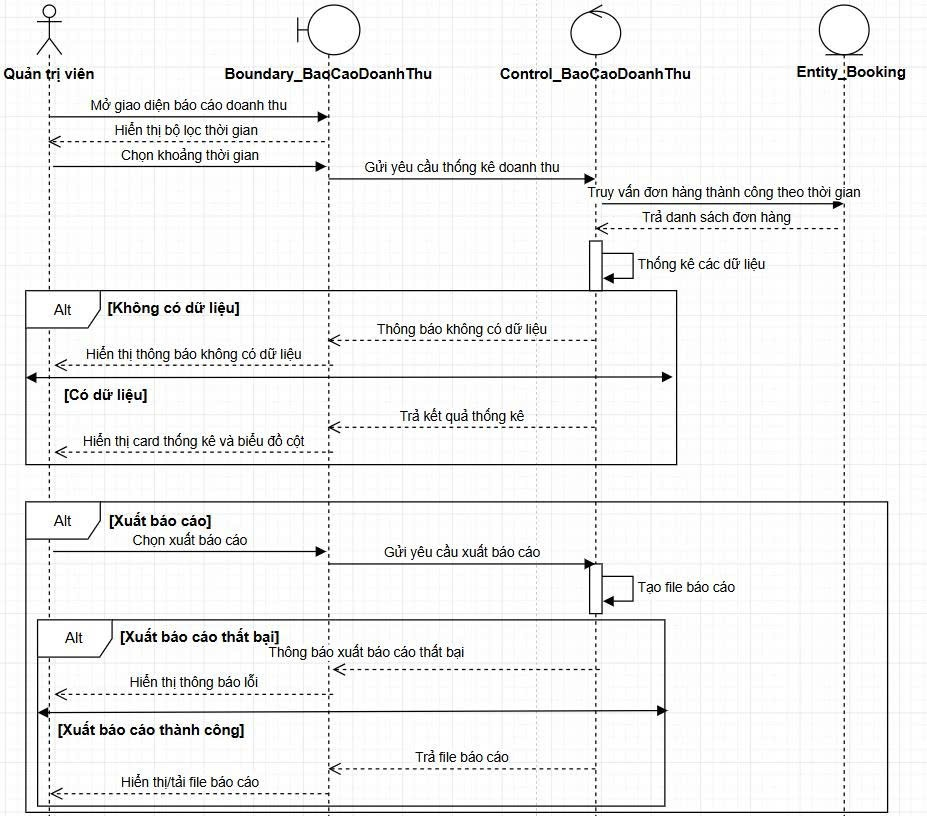 Quản trị viên
Boundary_BaoCaoDoanhThu
Control_BaoCaoDoanhThu
Entity_Booking
Mở giao diện báo cáo doanh thu
Hiển thị bộ lọc thời gian
Chọn khoảng thời gian
Gửi yêu cầu thống kê doanh thu
Truy vấn đơn hàng thành công theo thời gian
Trả danh sách đơn hàng
Thống kê các dữ liệu
Alt
[Không có dữ liệu]
Thông báo không có dữ liệu
Hiển thị thông báo không có dữ liệu
[Có dữ liệu]
Trả kết quả thống kê
Hiển thị card thống kê và biểu đồ cột
Alt
[Xuất báo cáo]
Chọn xuất báo cáo
Gửi yêu cầu xuất báo cáo
Tạo file báo cáo
Alt
[Xuất báo cáo thất bại]
Thông báo xuất báo cáo thất bại
Hiển thị thông báo lỗi
[Xuất báo cáo thành công]
Trả file báo cáo
Hiển thị/tải file báo cáo